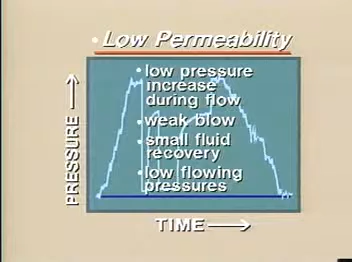 • Low Permeability
• low pressure
increase
during flow
• weak blow
• small fluid
recovery
• low flowing
pressures
PRESSURE
TIME